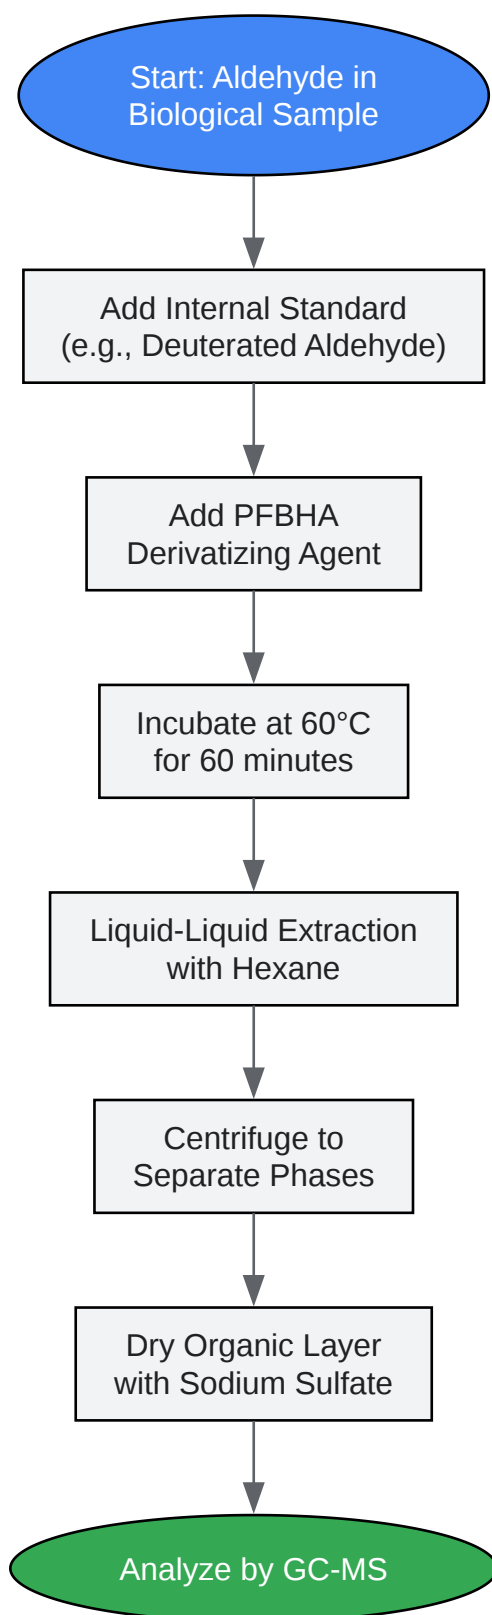 Start: Aldehyde in
Biological Sample
Add Internal Standard
(e.g., Deuterated Aldehyde)
Add PFBHA
Derivatizing Agent
Incubate at 60°C
for 60 minutes
Liquid-Liquid Extraction
with Hexane
Centrifuge to
Separate Phases
Dry Organic Layer
with Sodium Sulfate
Analyze by GC-MS